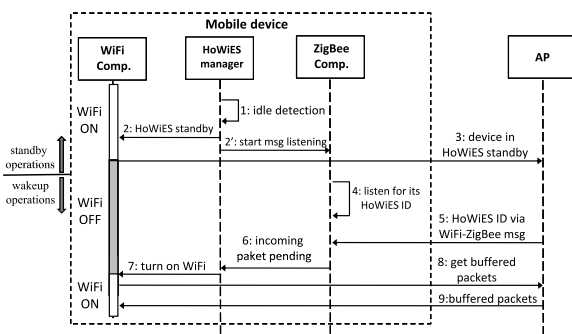 Mobile device
WiFi
Comp.
HoWiES
manager
ZigBee
Comp.
AP
WiFi
ON
1: idle detection
2: HoWiES standby
2': start msg listening
3: device in
HoWiES standby
standby
operations
wakeup
operations
WiFi
OFF
4: listen for its
HoWiES ID
5: HoWiES ID via
WiFi-ZigBee msg
6: incoming
paket pending
7: turn on WiFi
8: get buffered
packets
WiFi
ON
9:buffered packets